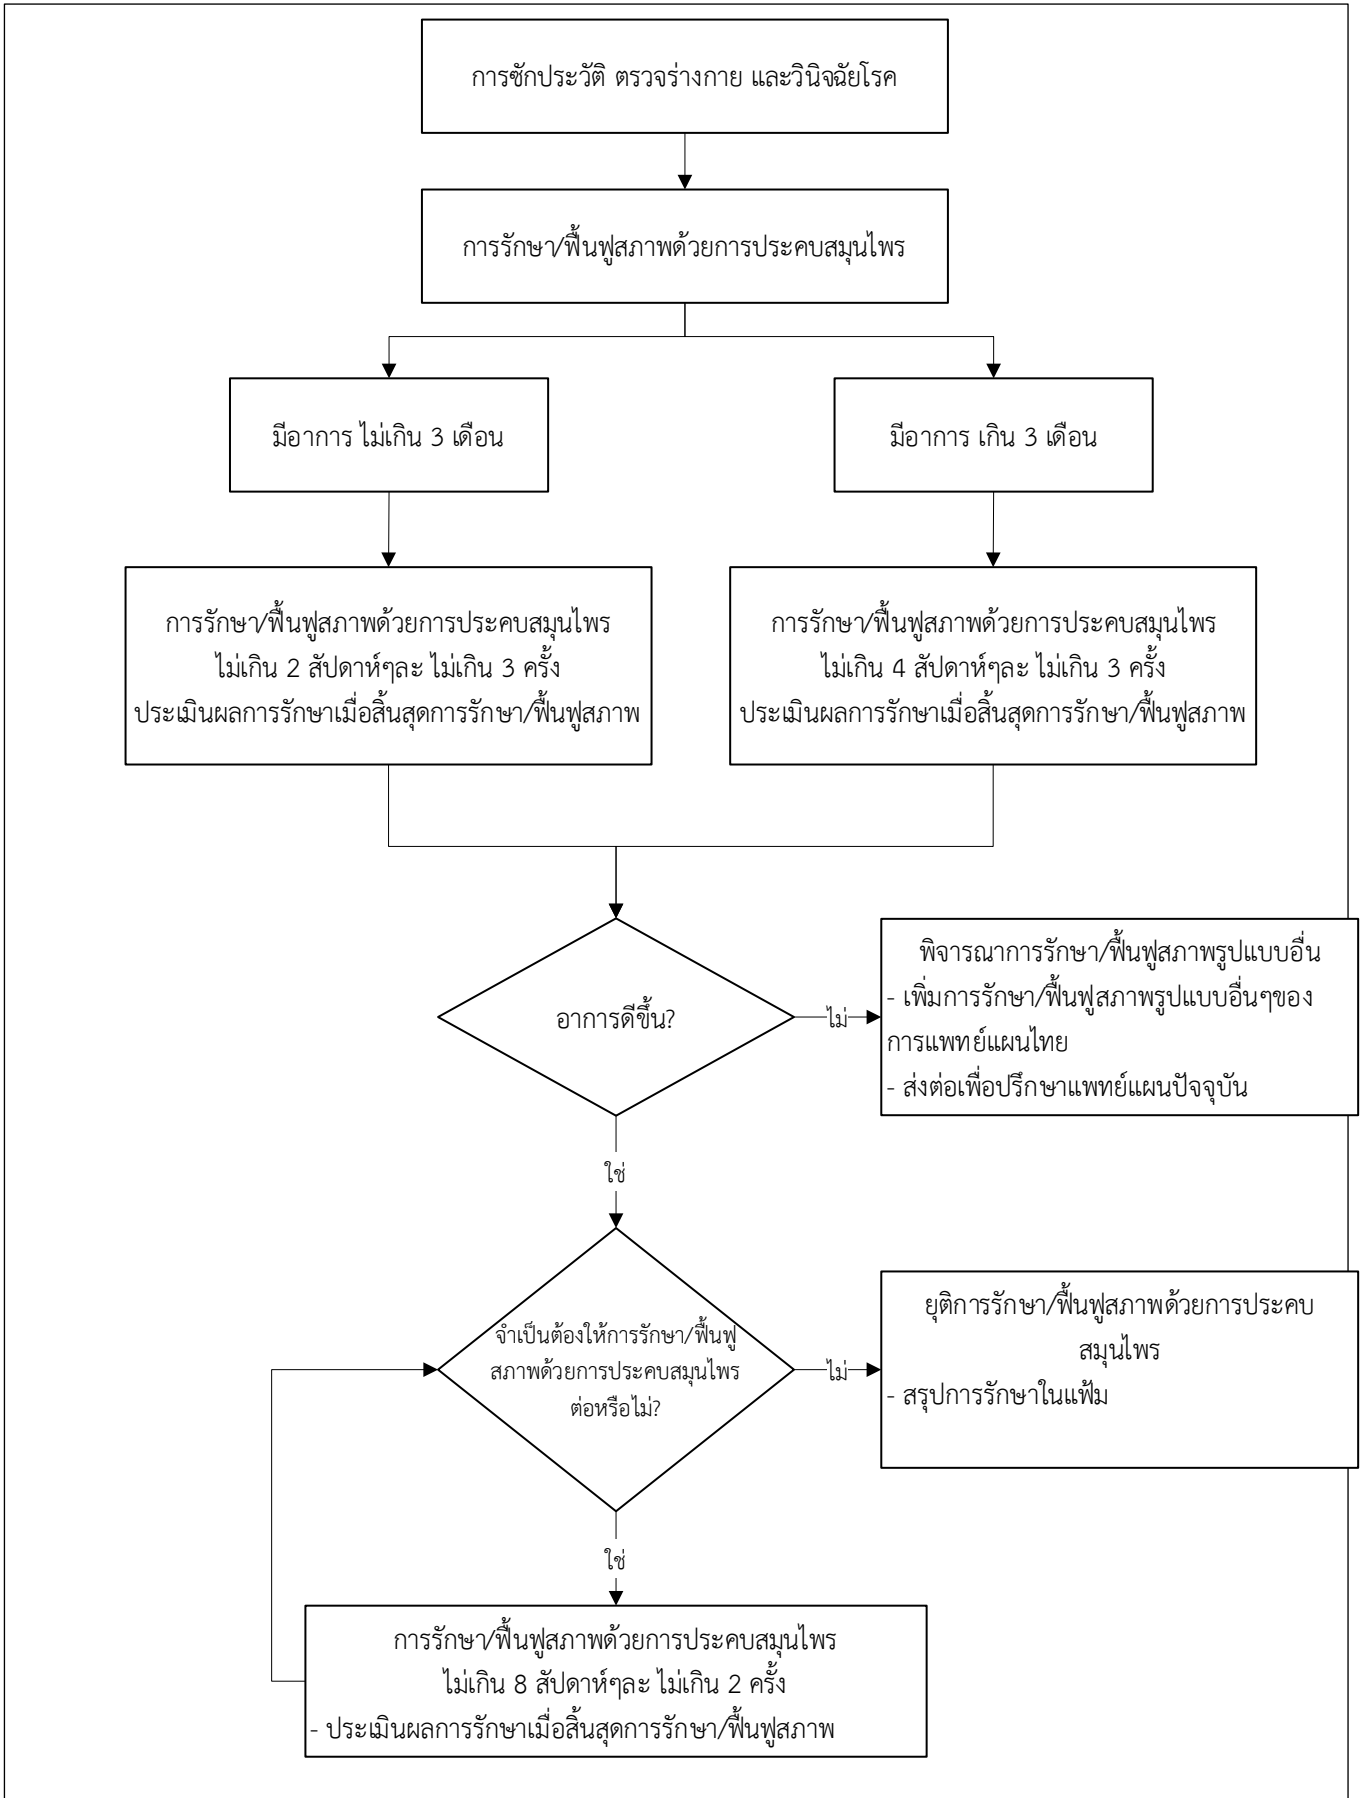 การซักประวัติ ตรวจร่างกาย และวินิจฉัยโรค
การรักษา/ฟื้นฟูสภาพด้วยการประคบสมุนไพร
มีอาการ ไม่เกิน 3 เดือน
มีอาการ เกิน 3 เดือน
การรักษา/ฟื้นฟูสภาพด้วยการประคบสมุนไพร
ไม่เกิน 2 สัปดาห์ๆละ ไม่เกิน 3 ครั้ง
ประเมินผลการรักษาเมื่อสิ้นสุดการรักษา/ฟื้นฟูสภาพ
การรักษา/ฟื้นฟูสภาพด้วยการประคบสมุนไพร
ไม่เกิน 4 สัปดาห์ๆละ ไม่เกิน 3 ครั้ง
ประเมินผลการรักษาเมื่อสิ้นสุดการรักษา/ฟื้นฟูสภาพ
อาการดีขึ้น?
ไม่
พิจารณาการรักษา/ฟื้นฟูสภาพรูปแบบอื่น
- เพิ่มการรักษา/ฟื้นฟูสภาพรูปแบบอื่นๆของ
การแพทย์แผนไทย
- ส่งต่อเพื่อปรึกษาแพทย์แผนปัจจุบัน
ใช่
จำเป็นต้องให้การรักษา/ฟื้นฟู
สภาพด้วยการประคบสมุนไพร
ต่อหรือไม่?
ไม่
ยุติการรักษา/ฟื้นฟูสภาพด้วยการประคบ
สมุนไพร
- สรุปการรักษาในแฟ้ม
ใช่
การรักษา/ฟื้นฟูสภาพด้วยการประคบสมุนไพร
ไม่เกิน 8 สัปดาห์ๆละ ไม่เกิน 2 ครั้ง
- ประเมินผลการรักษาเมื่อสิ้นสุดการรักษา/ฟื้นฟูสภาพ